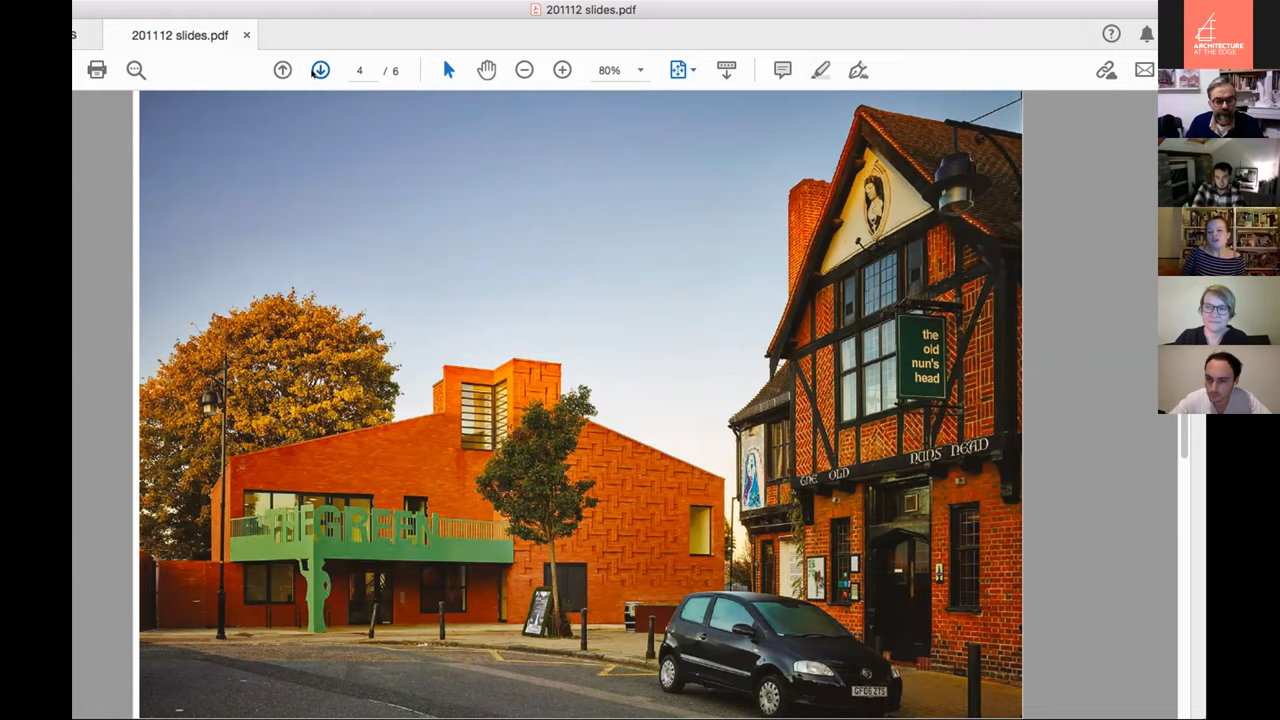 201112 slides.pdf
s
201112 slides.pdf ×
4 / 6
80%
ARCHITECTURE
AT THE EDGE
the
old
nun's
head
THE OLD NUNS HEAD
THE GREEN
GF06 ZTS